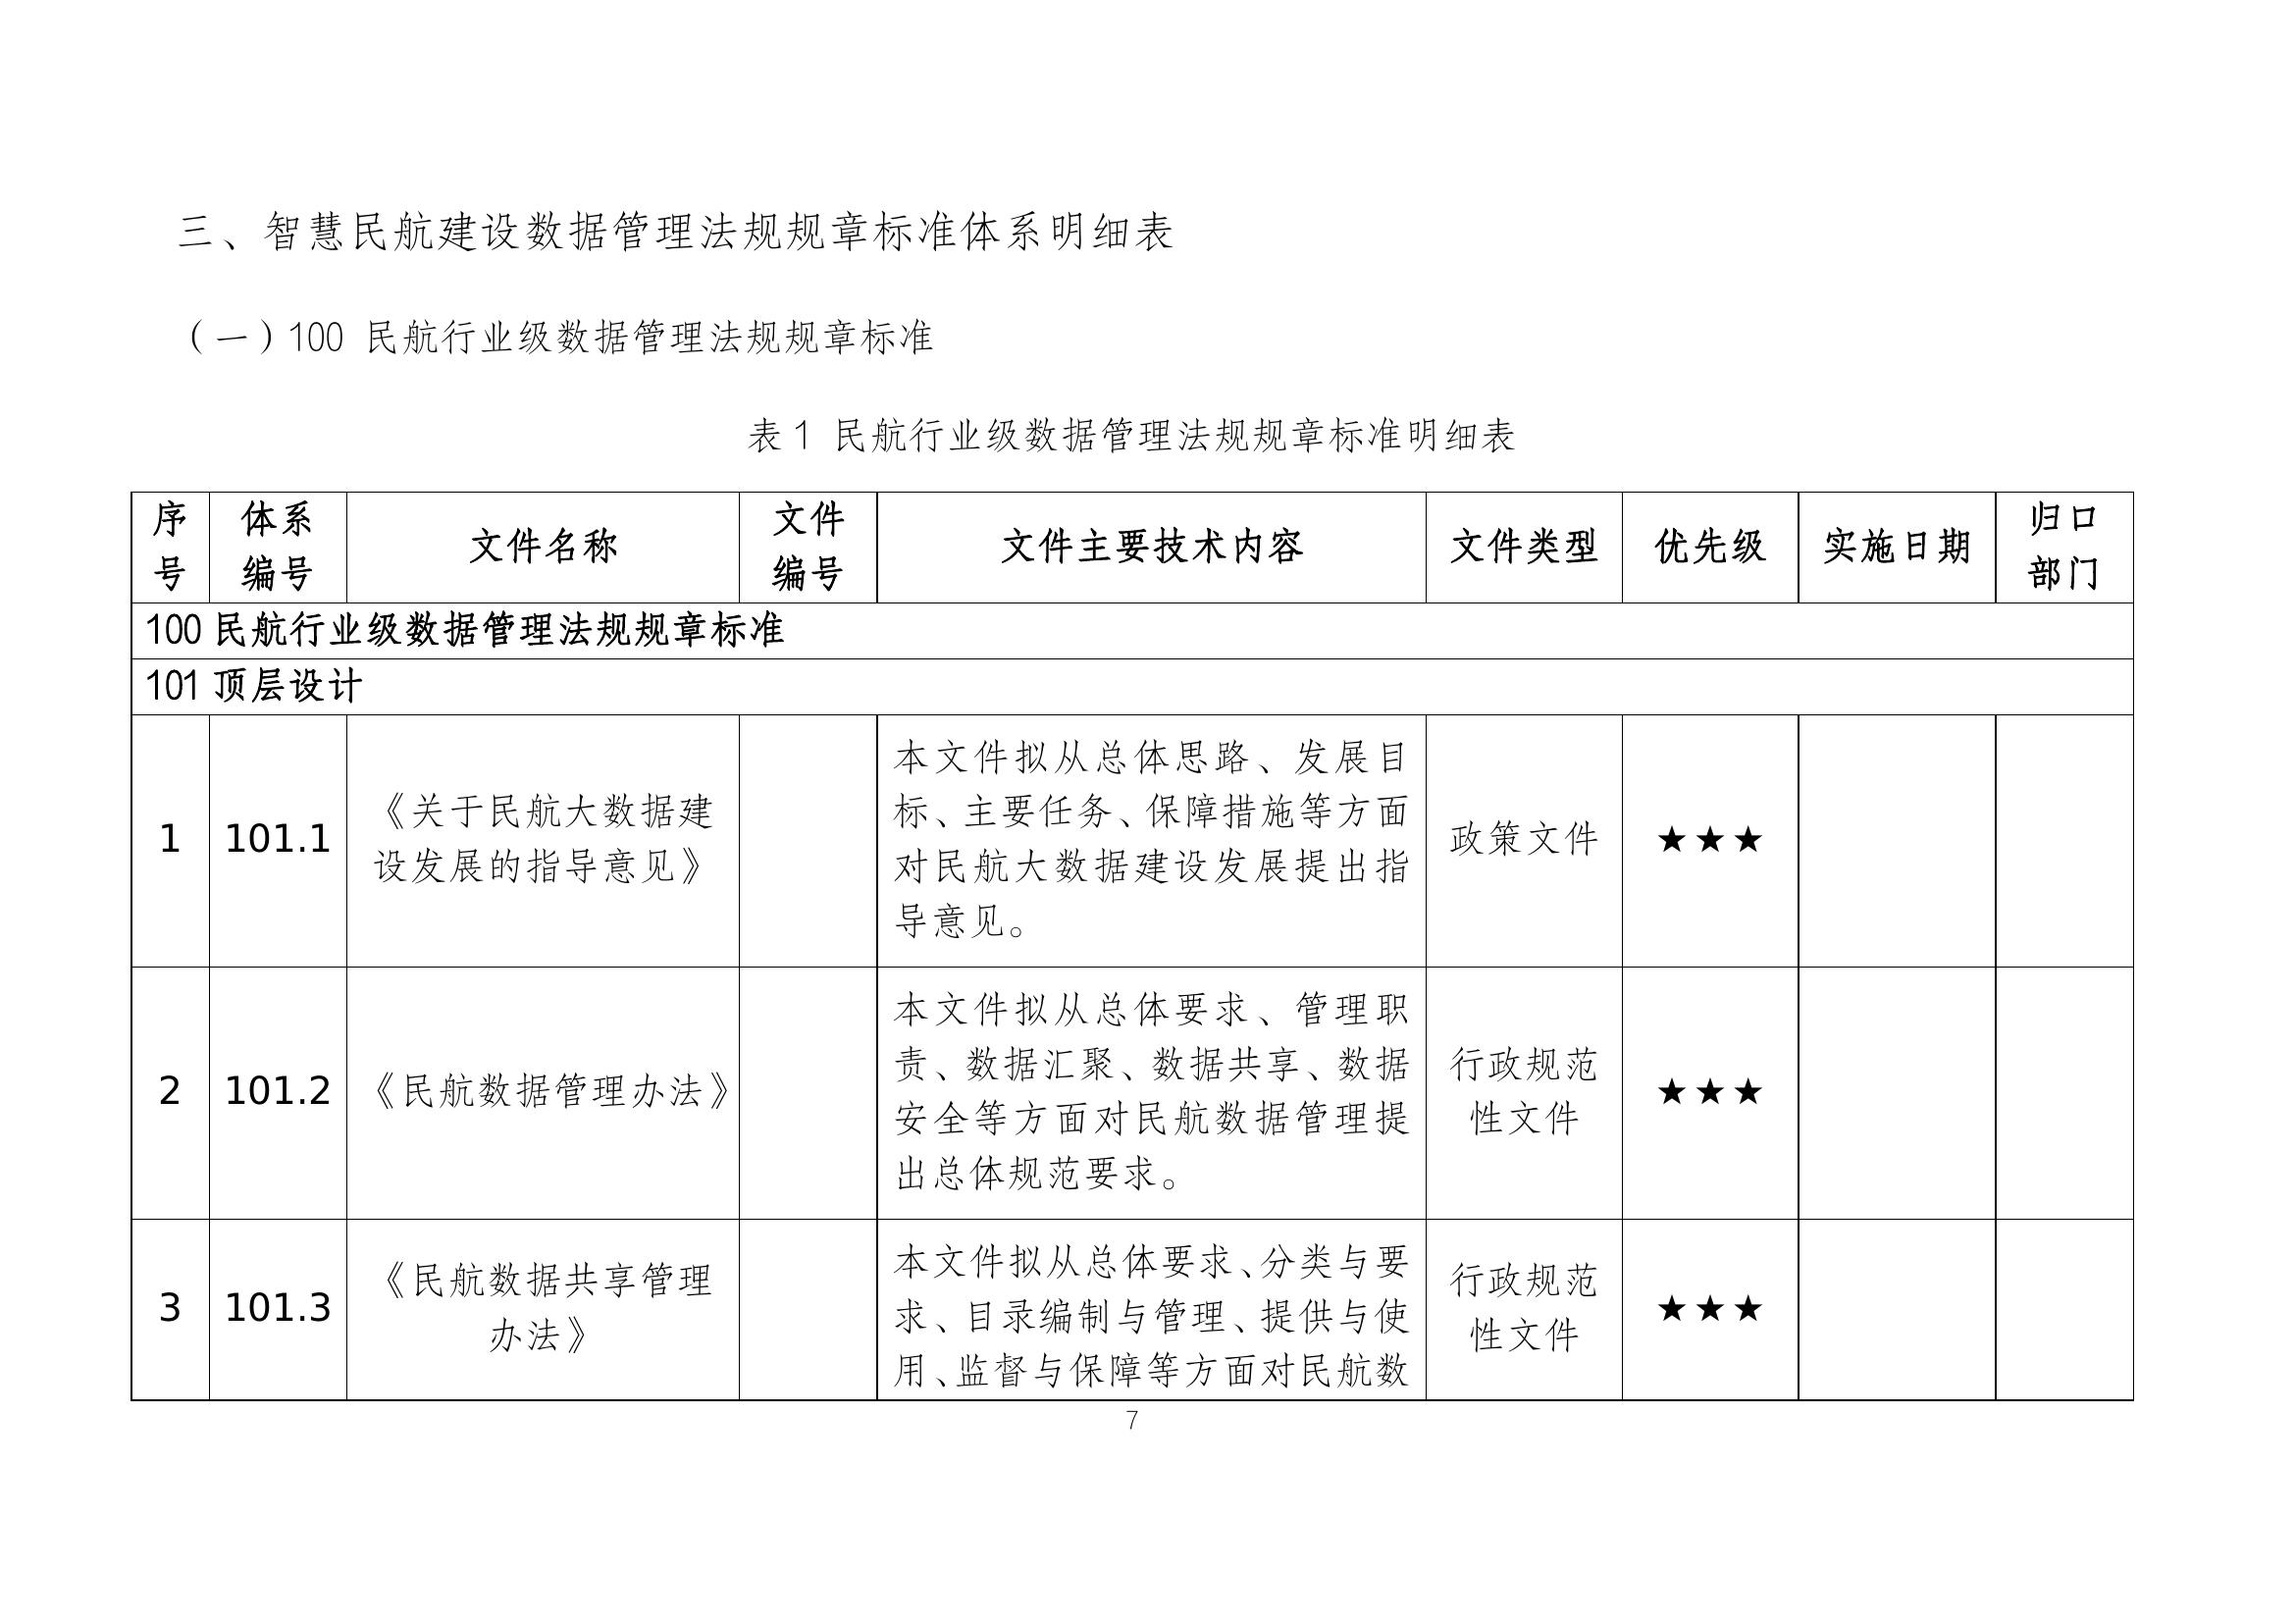 三、智慧民航建设数据管理法规规章标准体系明细表
（一）100 民航行业级数据管理法规规章标准
表1 民航行业级数据管理法规规章标准明细表
序号 体系编号 文件名称 文件编号 文件主要技术内容 文件类型 优先级 实施日期 归口部门
100民航行业级数据管理法规规章标准
101顶层设计
1
101.1
《关于民航大数据建
设发展的指导意见》
本文件拟从总体思路、发展目
标、主要任务、保障措施等方面
对民航大数据建设发展提出指
导意见。
政策文件
★★★
2
101.2
《民航数据管理办法》
本文件拟从总体要求、管理职
责、数据汇聚、数据共享、数据
安全等方面对民航数据管理提
出总体规范要求。
行政规范
性文件
★★★
3
101.3
《民航数据共享管理
办法》
本文件拟从总体要求、分类与要
求、目录编制与管理、提供与使
用、监督与保障等方面对民航数
行政规范
性文件
★★★
7